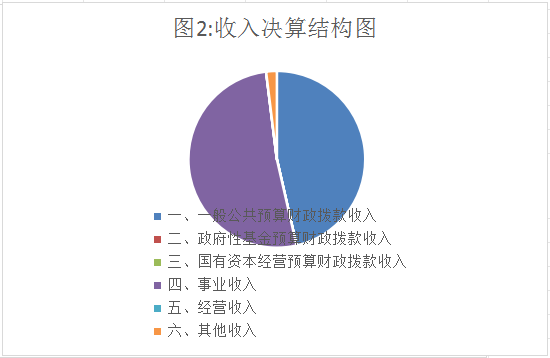 图2:收入决算结构图
一、一般公共预算财政拨款收入
二、政府性基金预算财政拨款收入
三、国有资本经营预算财政拨款收入
四、事业收入
五、经营收入
六、其他收入